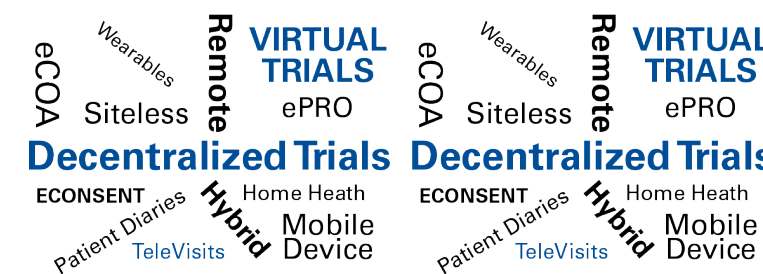 eCOA
Wearables
Remote
VIRTUAL
TRIALS
Siteless
ePRO
Decentralized Trials
ECONSENT
Patient Diaries
Hybrid
Home Heath
TeleVisits
Mobile
Device
eCOA
Wearables
Remote
VIRTUAL
TRIALS
Siteless
ePRO
Decentralized Trials
ECONSENT
Patient Diaries
Hybrid
Home Heath
TeleVisits
Mobile
Device